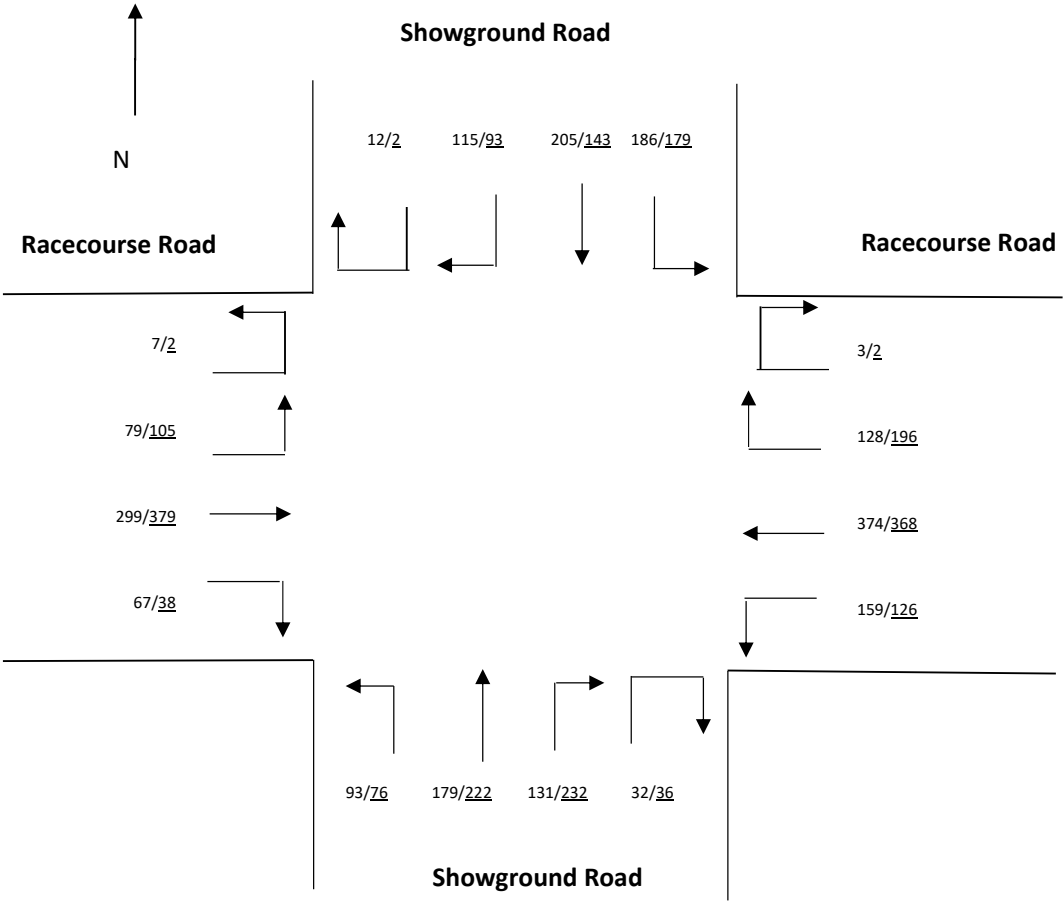 Showground Road
12/2 115/93 205/143 186/179
N
Racecourse Road
Racecourse Road
7/2
3/2
79/105
128/196
299/379
374/368
67/38
159/126
93/76 179/222 131/232 32/36
Showground Road